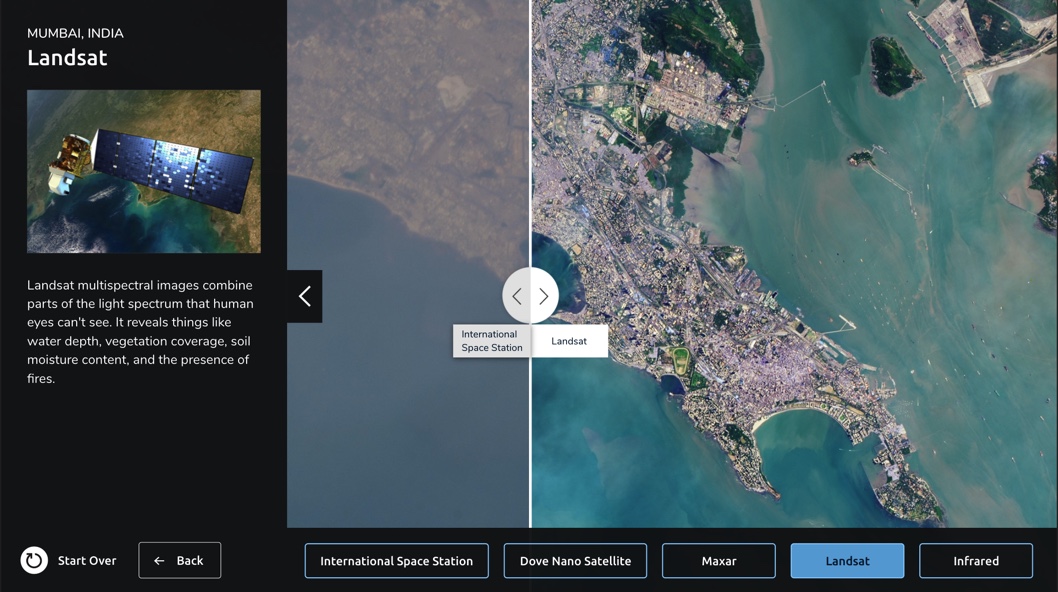 MUMBAI, INDIA
Landsat
Landsat multispectral images combine
parts of the light spectrum that human
eyes can't see. It reveals things like
water depth, vegetation coverage, soil
moisture content, and the presence of
fires.
International
Space Station
Landsat
Start Over
Back
International Space Station
Dove Nano Satellite
Maxar
Landsat
Infrared